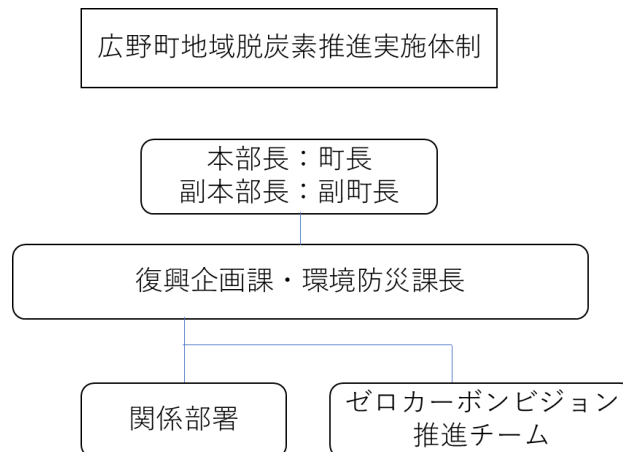 広野町地域脱炭素推進実施体制
本部長：町長
副本部長：副町長
復興企画課・環境防災課長
関係部署
ゼロカーボンビジョン
推進チーム